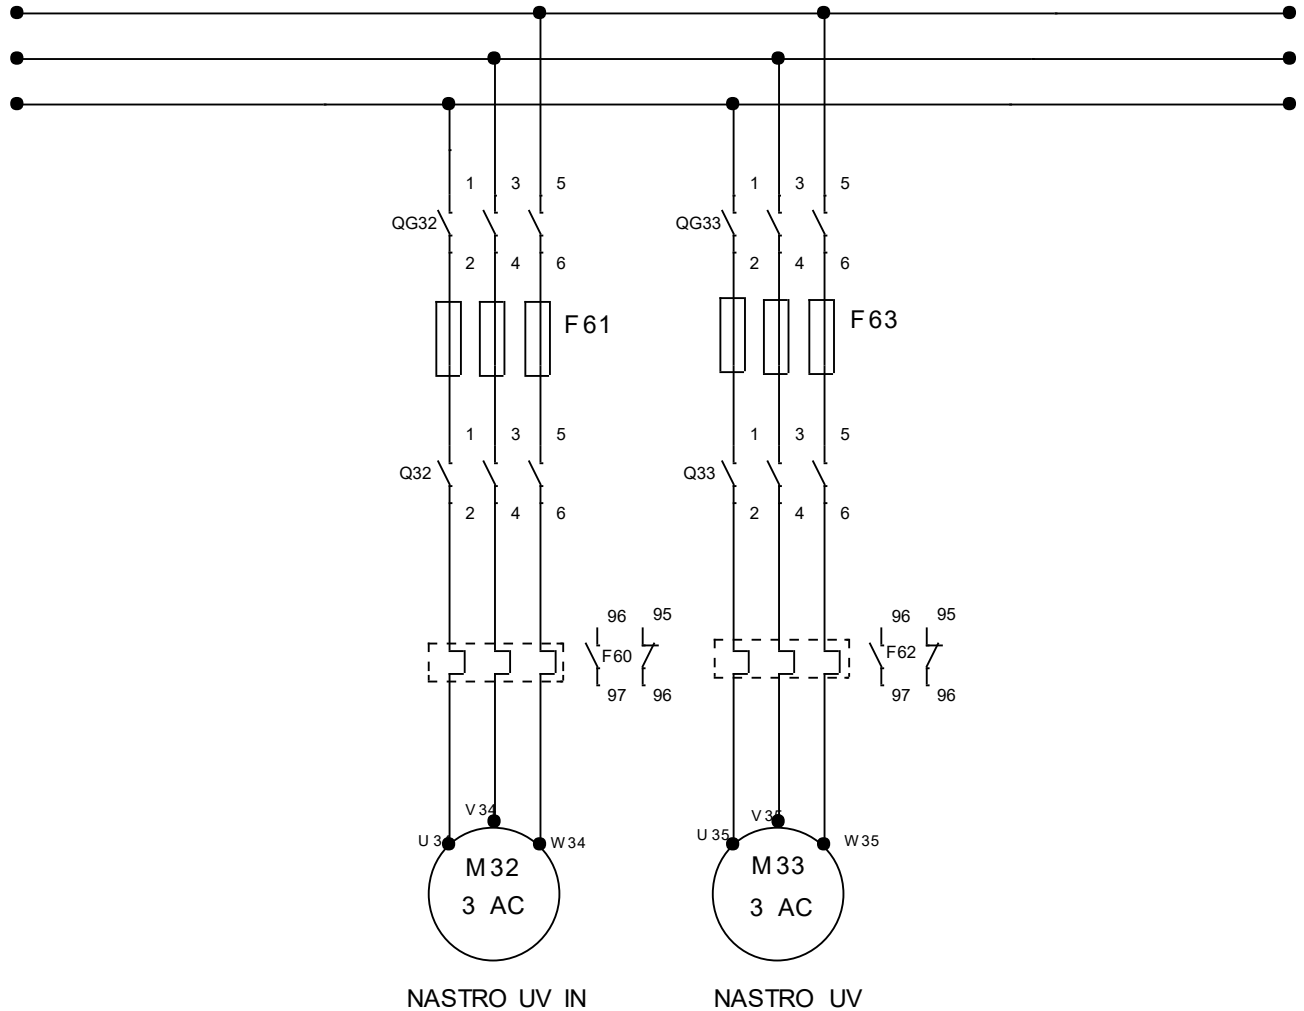 1 3 5 1 3 5
QG32 QG33
2 4 6 2 4 6
F61 F63
1 3 5 1 3 5
Q32 Q33
2 4 6 2 4 6
96 95 96 95
F60 F62
97 96 97 96
V34 V35
U3 W34 U35 W35
M32 M33
3 AC 3 AC
NASTRO UV IN NASTRO UV